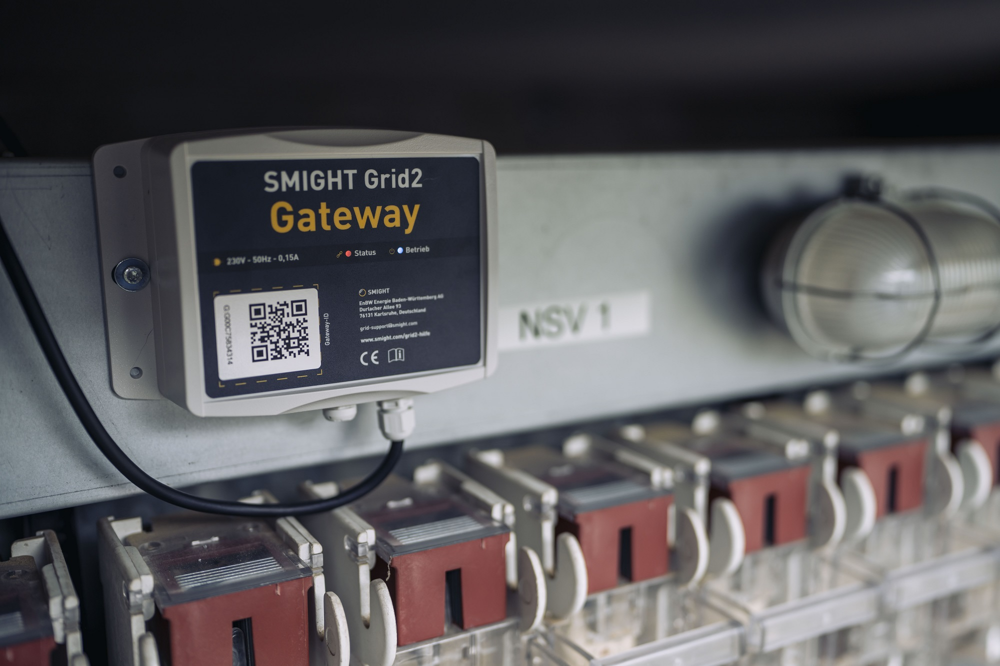 SMIGHT Grid2
Gateway
230V - 50Hz - 0,15A
Status
Betrieb
Gateway-ID
SMIGHT
EnBW Energie Baden-Württemberg AG
Durlacher Allee 93
76131 Karlsruhe, Deutschland
grid-support@smight.com
www.smight.com/grid2-hilfe
CE
NSV 1